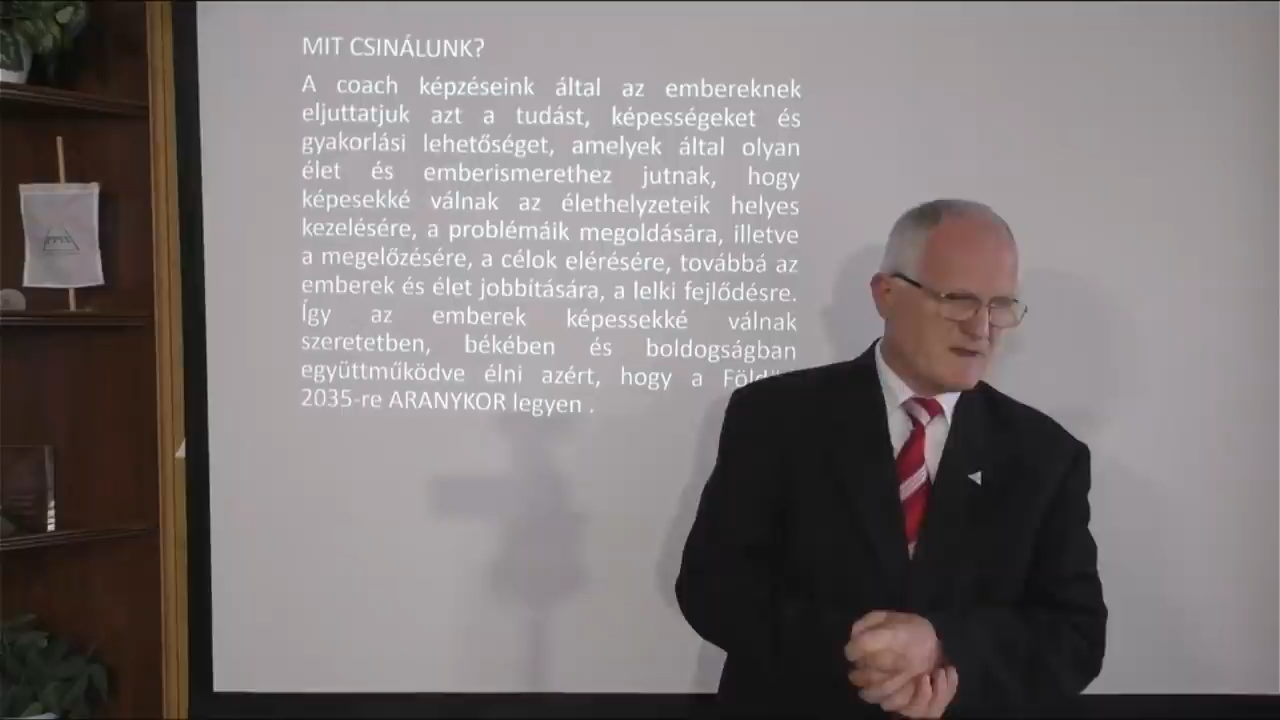 MIT CSINÁLUNK?
A coach képzéseink által az embereknek
eljuttatjuk azt a tudást, képességeket és
gyakorlási lehetőséget, amelyek által olyan
élet és emberismerethez jutnak, hogy
képesekké válnak az élethelyzeteik helyes
kezelésére, a problémáik megoldására, illetve
a megelőzésére, a célok elérésére, továbbá az
emberek és élet jobbítására, a lelki fejlődésre.
Így az emberek képessekké válnak
szeretetben, békében és boldogságban
együttműködve élni azért, hogy a
2035-re ARANYKOR legyen .